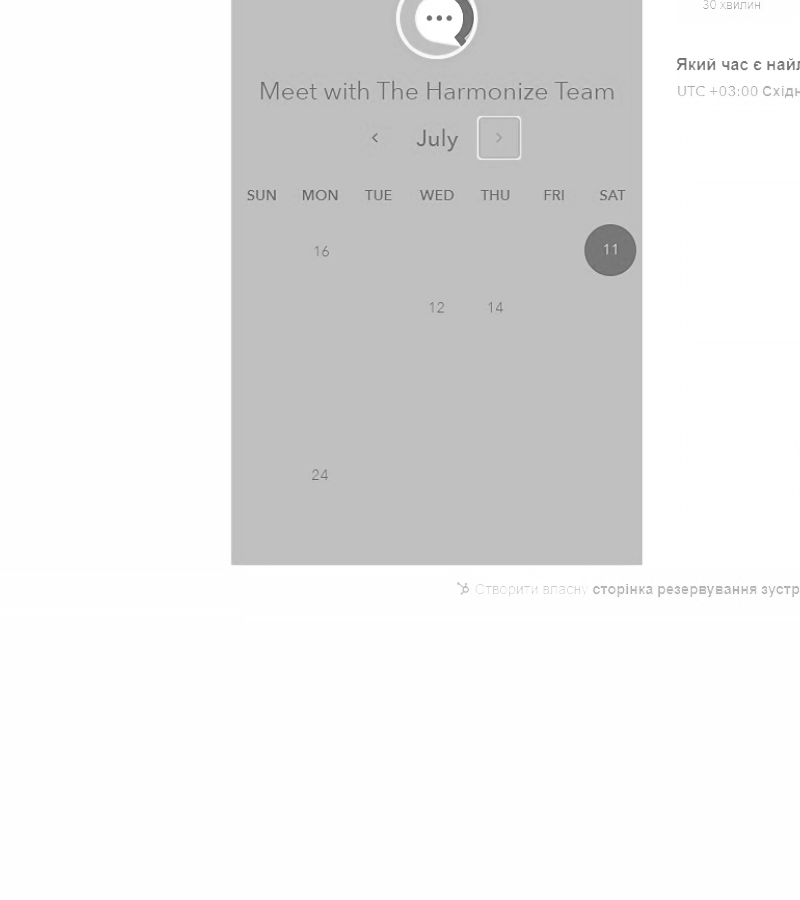 30 хвилин
Meet with The Harmonize Team
July
SUN MON TUE WED THU FRI SAT
16 11
12 14
24
Який час є най
UTC +03:00 Східн
Створити власну сторінка резервування зустр